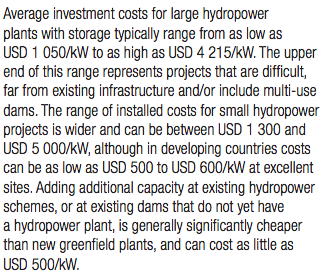 Average investment costs for large hydropower
plants with storage typically range from as low as
USD 1 050/kW to as high as USD 4 215/kW. The upper
end of this range represents projects that are difficult,
far from existing infrastructure and/or include multi-use
dams. The range of installed costs for small hydropower
projects is wider and can be between USD 1 300 and
USD 5 000/kW, although in developing countries costs
can be as low as USD 500 to USD 600/kW at excellent
sites. Adding additional capacity at existing hydropower
schemes, or at existing dams that do not yet have
a hydropower plant, is generally significantly cheaper
than new greenfield plants, and can cost as little as
USD 500/kW.